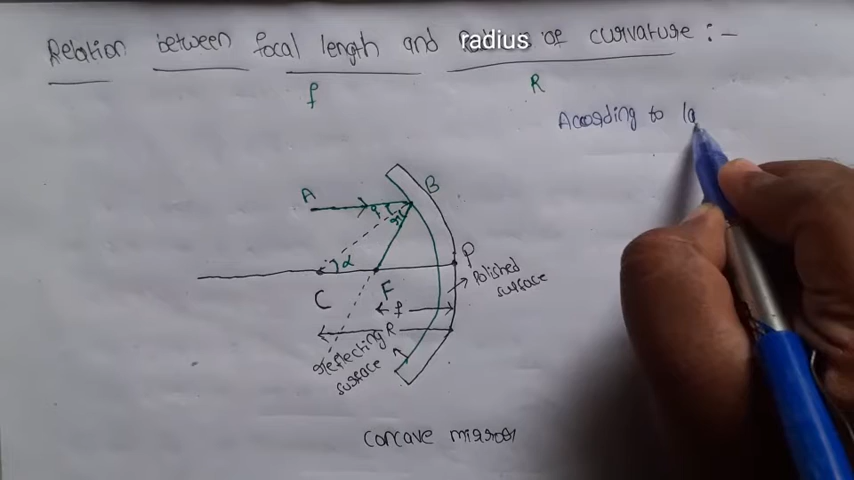 Relation between focal length and radius of curvature :-
f R
According to la
A B
i r
α P
C F
Polished
surface
f
R
reflecting
surface
concave mirror